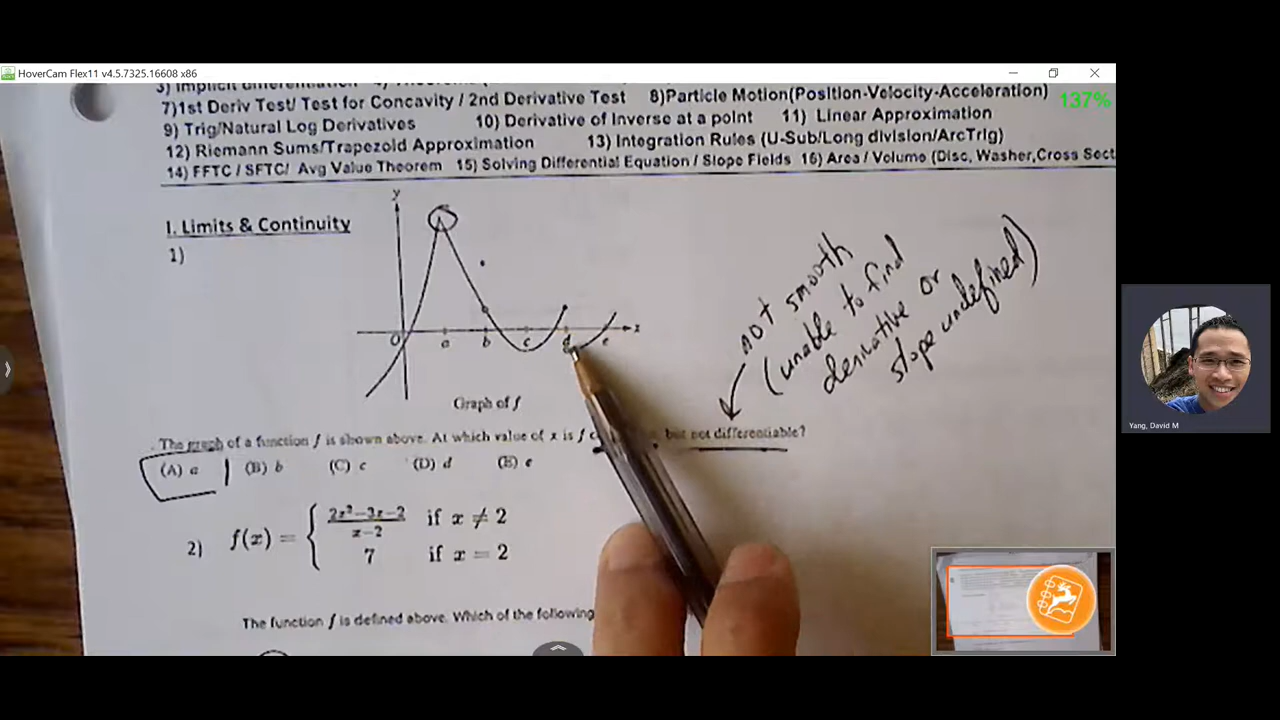 HoverCam Flex11 v4.5.7325.16608 x86
137%
3) Implicit differentiation
7)1st Deriv Test/ Test for Concavity / 2nd Derivative Test 8)Particle Motion(Position-Velocity-Acceleration)
9) Trig/Natural Log Derivatives 10) Derivative of Inverse at a point 11) Linear Approximation
12) Riemann Sums/Trapezoid Approximation 13) Integration Rules (U-Sub/Long division/ArcTrig)
14) FFTC / SFTC/ Avg Value Theorem 15) Solving Differential Equation / Slope Fields 16) Area / Volume (Disc, Washer,Cross Sect
I. Limits & Continuity
1)
y
O a b c d e x
Graph of f
not smooth
(unable to find
derivative or
slope undefined)
The graph of a function f is shown above. At which value of x is f c but not differentiable?
(A) a (B) b (C) c (D) d (E) e
2) f(x) = { 2x²-3x-2 / x-2 if x ≠ 2
7 if x = 2
The function f is defined above. Which of the following
Yang, David M